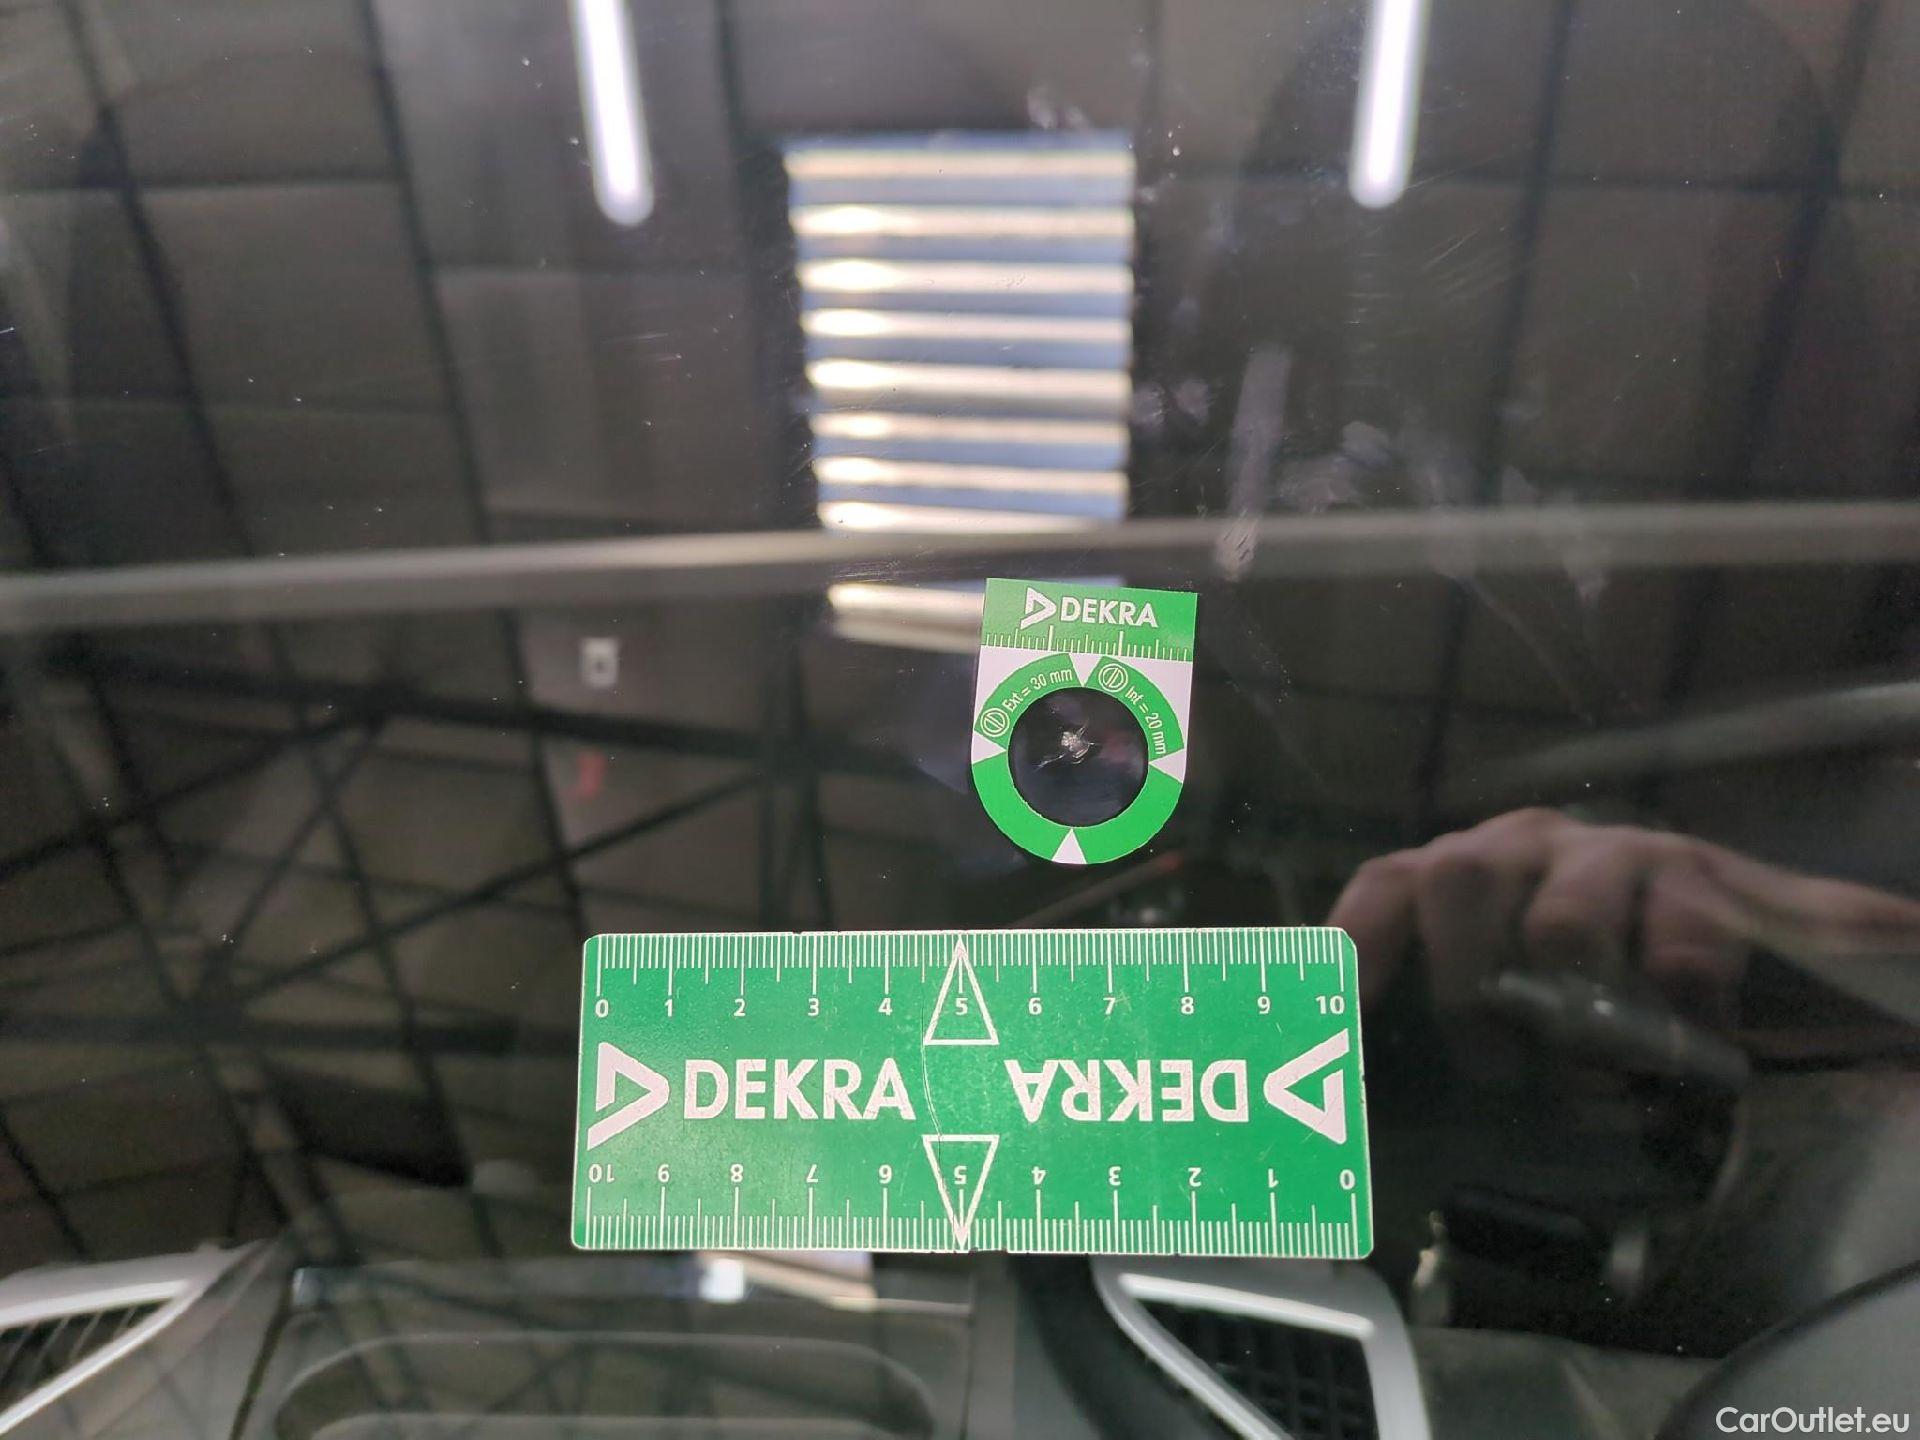 DEKRA
Ext = 30 mm
Int = 20 mm
0 1 2 3 4 5 6 7 8 9 10
DEKRA DEKRA
10 9 8 7 6 5 4 3 2 1 0
CarOutlet.eu